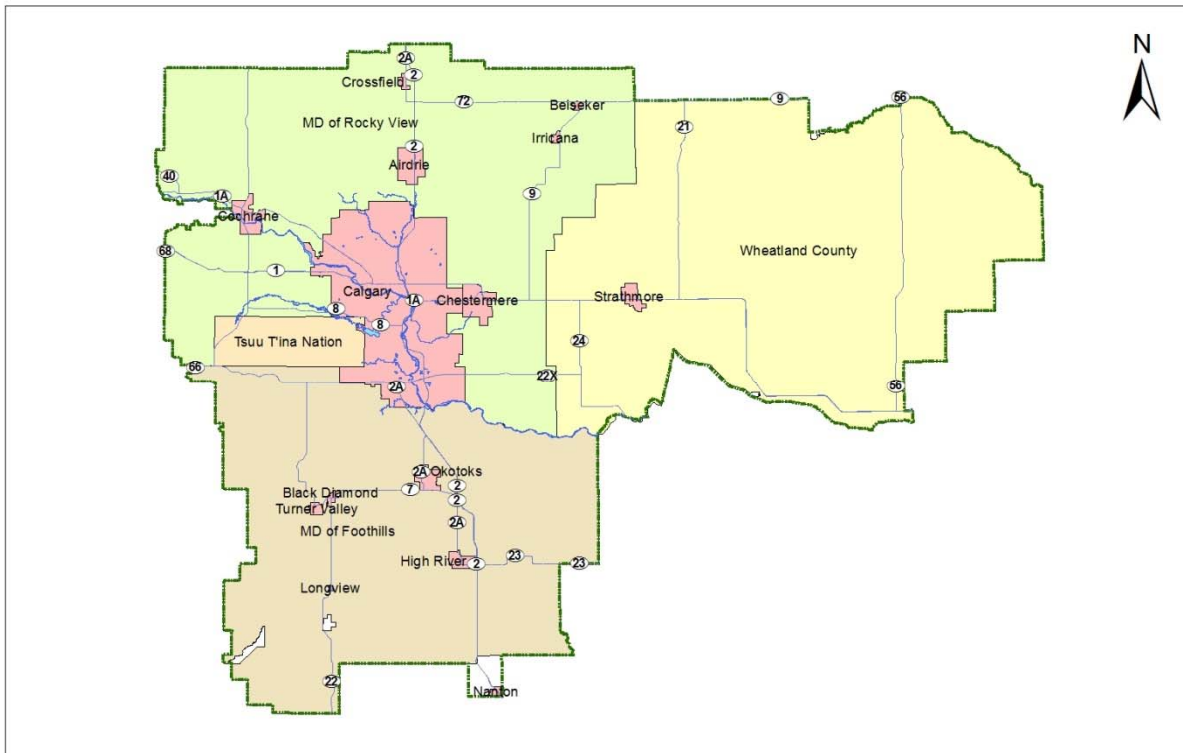 N
2A
2
Crossfield
72
Beiseker
9
56
MD of Rocky View
21
Irricana
2
Airdrie
40
1A
9
Cochrane
68
1
Wheatland County
Calgary
1A
Chestermere
Strathmore
8
8
Tsuu T'ina Nation
24
66
22X
2A
56
2A
Okotoks
7
2
Black Diamond
2
Turner Valley
2A
MD of Foothills
High River
2
23
23
Longview
22
Nanton